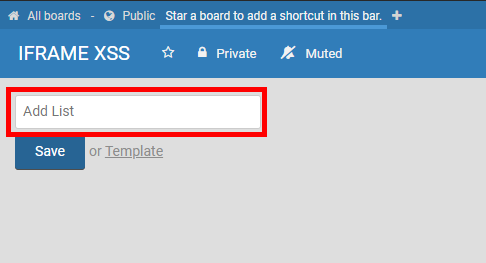 All boards - Public Star a board to add a shortcut in this bar.
IFRAME XSS Private Muted
Add List
Save or Template